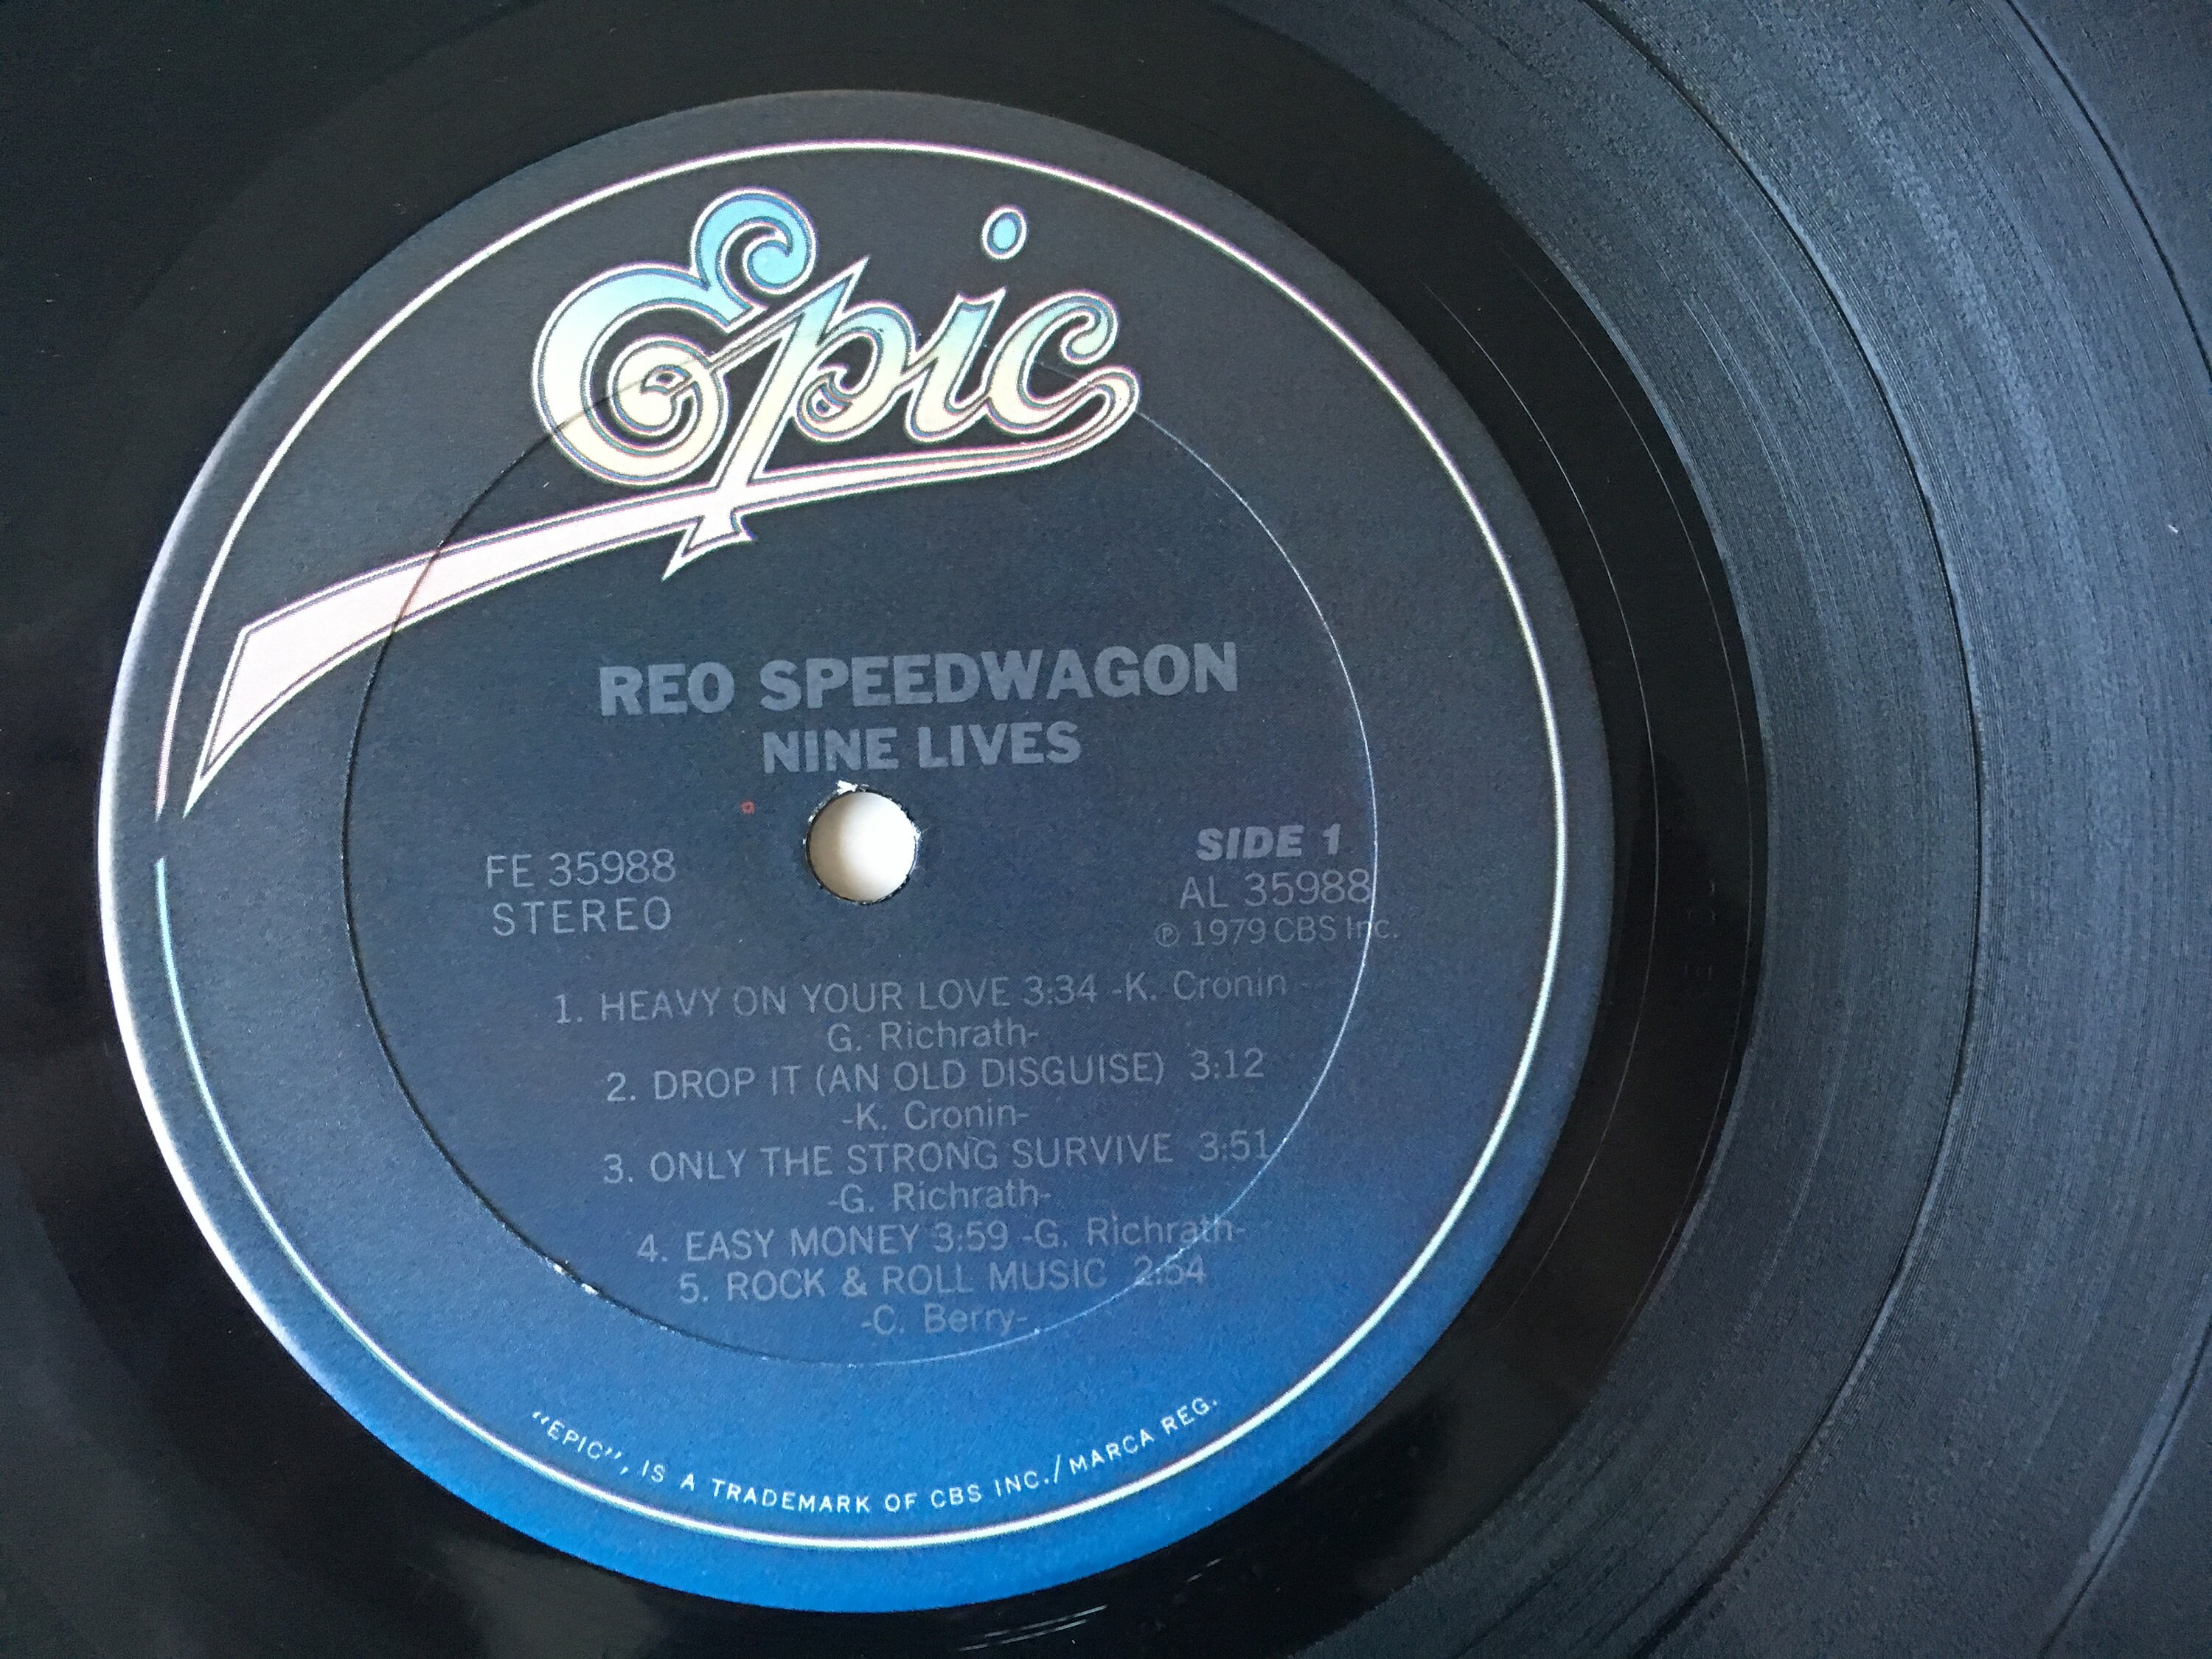 Epic
REO SPEEDWAGON
NINE LIVES
FE 35988
STEREO
SIDE 1
AL 35988
℗ 1979 CBS Inc.
1. HEAVY ON YOUR LOVE 3:34 -K. Cronin -
G. Richrath-
2. DROP IT (AN OLD DISGUISE) 3:12
-K. Cronin-
3. ONLY THE STRONG SURVIVE 3:51
-G. Richrath-
4. EASY MONEY 3:59 -G. Richrath-
5. ROCK & ROLL MUSIC 2:54
-C. Berry-
"EPIC", IS A TRADEMARK OF CBS INC./MARCA REG.